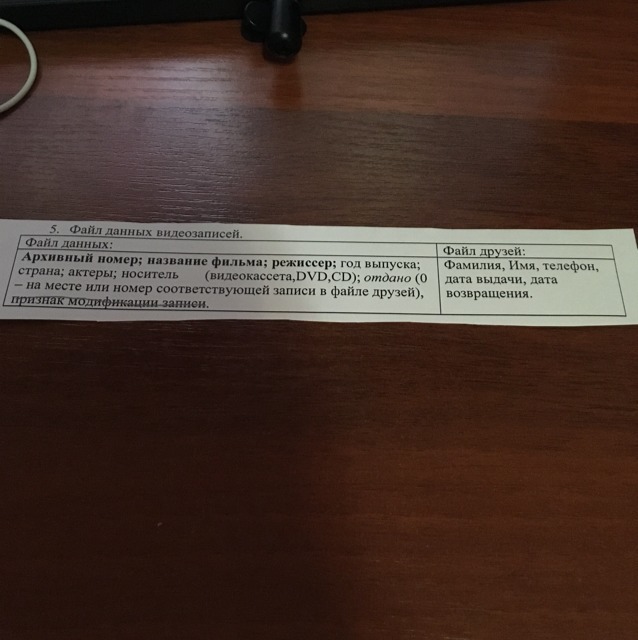 5. Файл данных видеозаписей.
Файл данных:
Архивный номер; название фильма; режиссер; год выпуска;
страна; актеры; носитель (видеокассета,DVD,CD); отдано (0
– на месте или номер соответствующей записи в файле друзей),
признак модификации записи.
Файл друзей:
Фамилия, Имя, телефон,
дата выдачи, дата
возвращения.